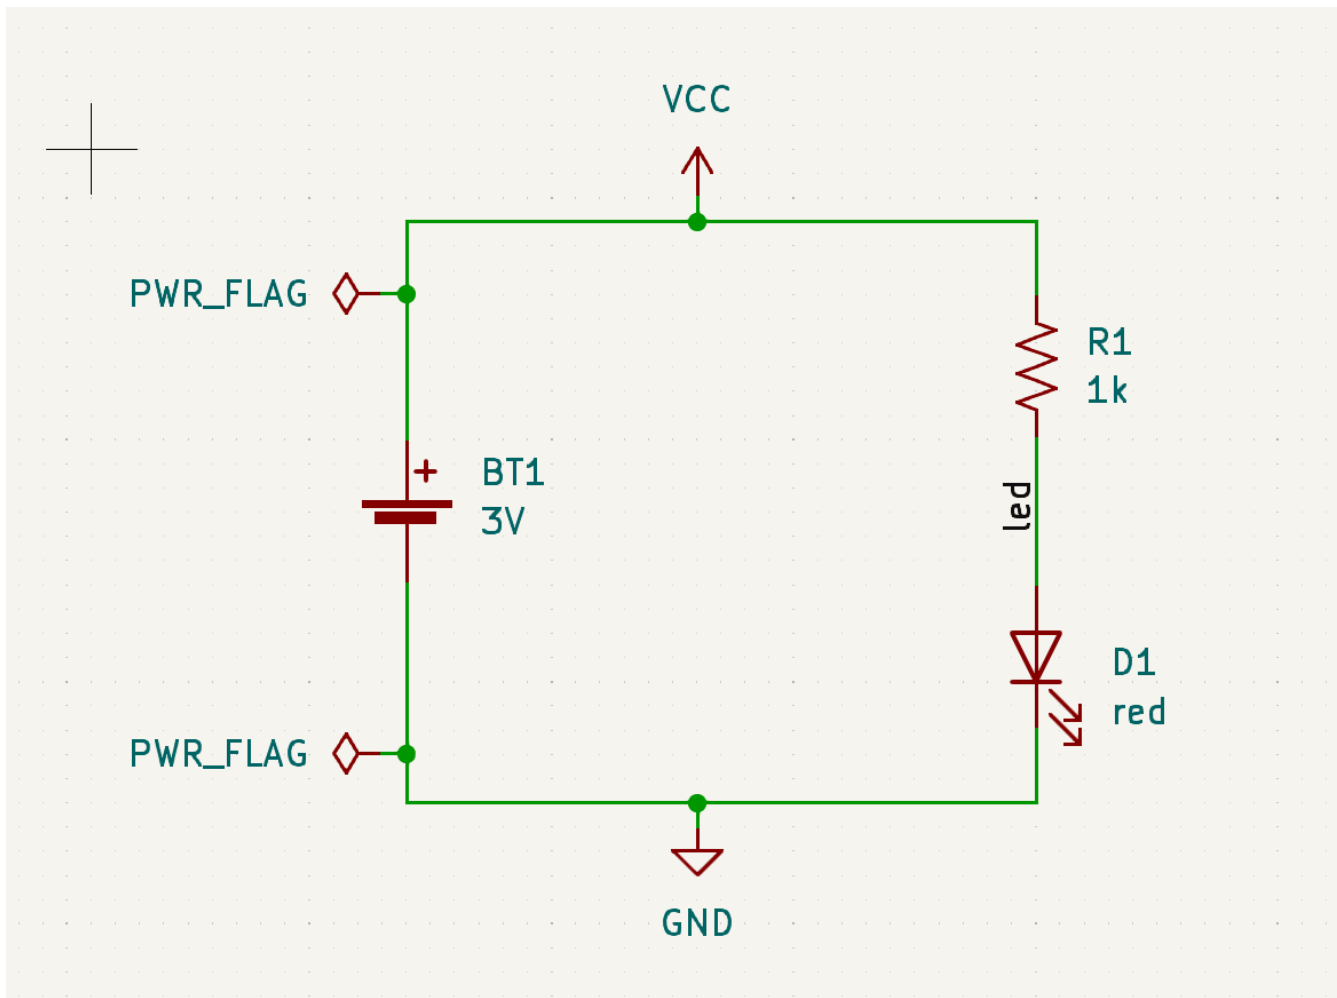 VCC
PWR_FLAG
R1
1k
+
BT1
3V
led
D1
red
PWR_FLAG
GND